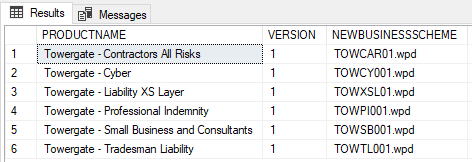 Results Messages
PRODUCTNAME VERSION NEWBUSINESSSCHEME
1 Towergate - Contractors All Risks 1 TOWCAR01.wpd
2 Towergate - Cyber 1 TOWCY001.wpd
3 Towergate - Liability XS Layer 1 TOWXSL01.wpd
4 Towergate - Professional Indemnity 1 TOWPI001.wpd
5 Towergate - Small Business and Consultants 1 TOWSB001.wpd
6 Towergate - Tradesman Liability 1 TOWTL001.wpd